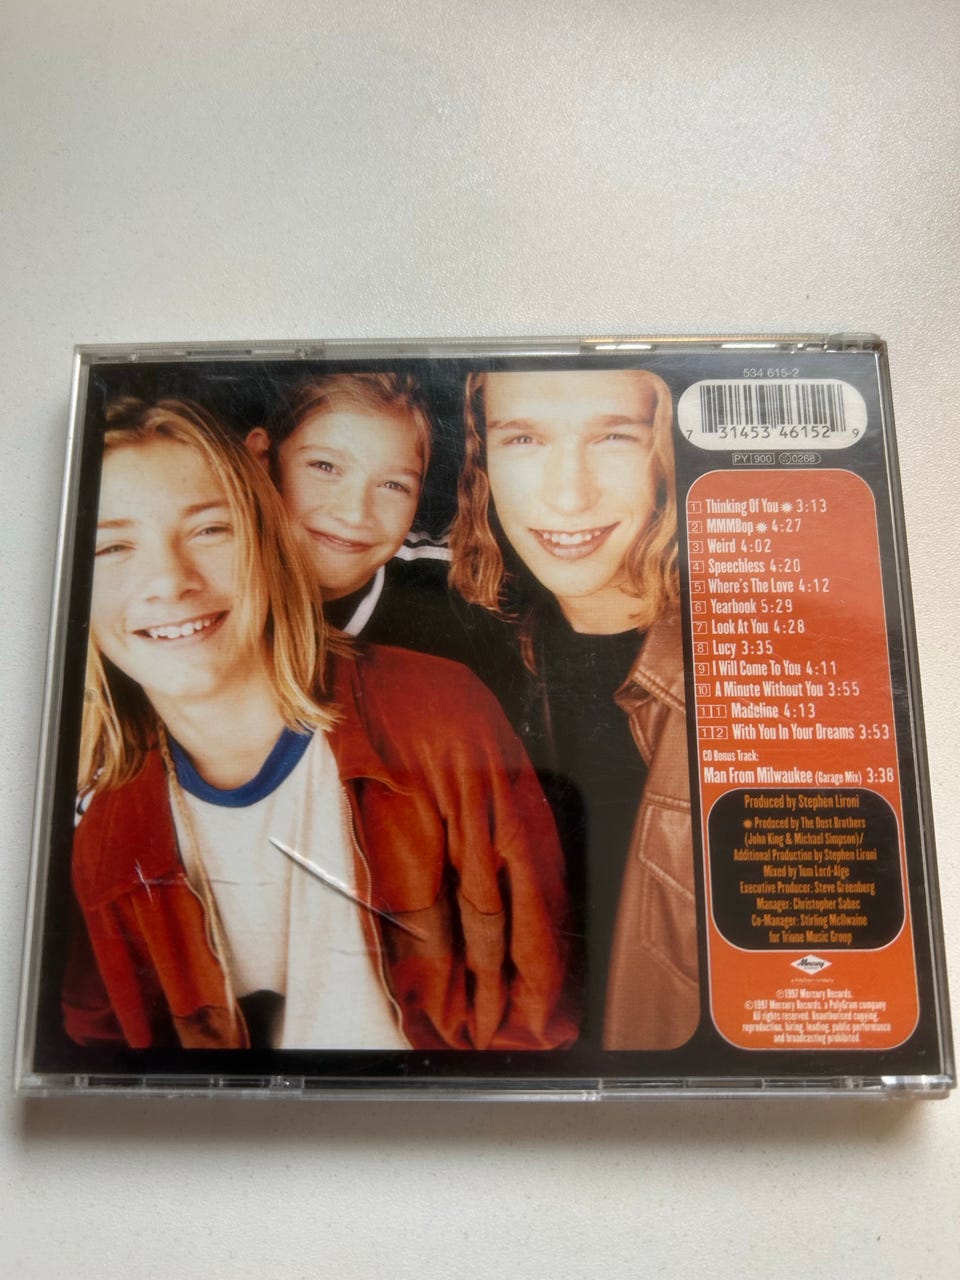 534 615-2
7 31453 46152 9
PY 900 0268
1 Thinking Of You ✹ 3:13
2 MMMBop ✹ 4:27
3 Weird 4:02
4 Speechless 4:20
5 Where's The Love 4:12
6 Yearbook 5:29
7 Look At You 4:28
8 Lucy 3:35
9 I Will Come To You 4:11
10 A Minute Without You 3:55
11 Madeline 4:13
12 With You In Your Dreams 3:53
CD Bonus Track:
Man From Milwaukee (Garage Mix) 3:38
Produced by Stephen Lironi
✹ Produced by The Dust Brothers
(John King & Michael Simpson)/
Additional Production by Stephen Lironi
Mixed by Tom Lord-Alge
Executive Producer: Steve Greenberg
Manager: Christopher Sabec
Co-Manager: Stirling McIlwaine
for Triune Music Group
Mercury
a PolyGram company
℗1997 Mercury Records.
©1997 Mercury Records. a PolyGram company
All rights reserved. Unauthorised copying,
reproduction, hiring, lending, public performance
and broadcasting prohibited.